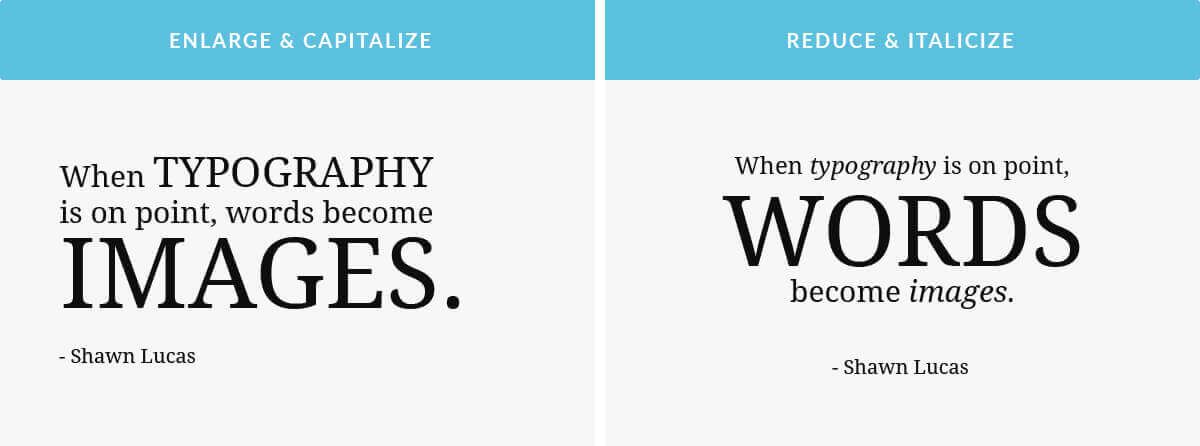 ENLARGE & CAPITALIZE
When TYPOGRAPHY
is on point, words become
IMAGES.
- Shawn Lucas
REDUCE & ITALICIZE
When typography is on point,
WORDS
become images.
- Shawn Lucas